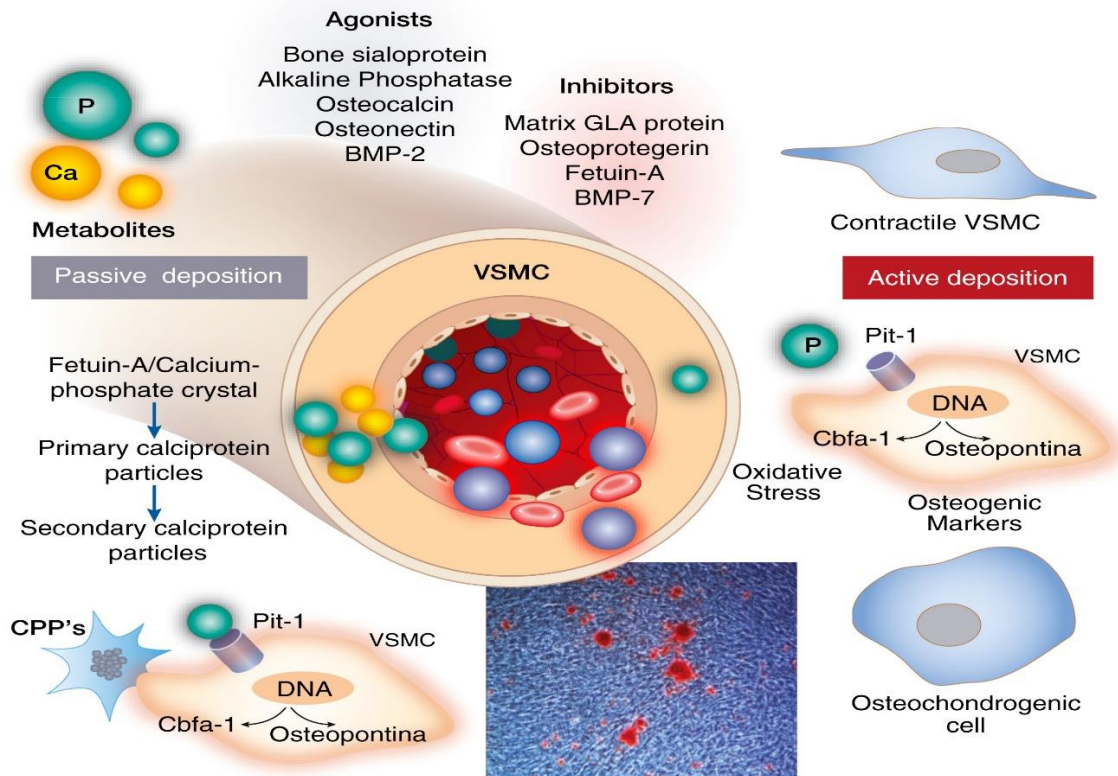 Agonists
Bone sialoprotein
Alkaline Phosphatase
Osteocalcin
Osteonectin
BMP-2
Inhibitors
Matrix GLA protein
Osteoprotegerin
Fetuin-A
BMP-7
P
Ca
Metabolites
Passive deposition
Fetuin-A/Calcium-
phosphate crystal
Primary calciprotein
particles
Secondary calciprotein
particles
CPP's
Pit-1
VSMC
DNA
Cbfa-1
Osteopontina
VSMC
Contractile VSMC
Active deposition
P
Pit-1
VSMC
DNA
Cbfa-1
Osteopontina
Oxidative
Stress
Osteogenic
Markers
Osteochondrogenic
cell